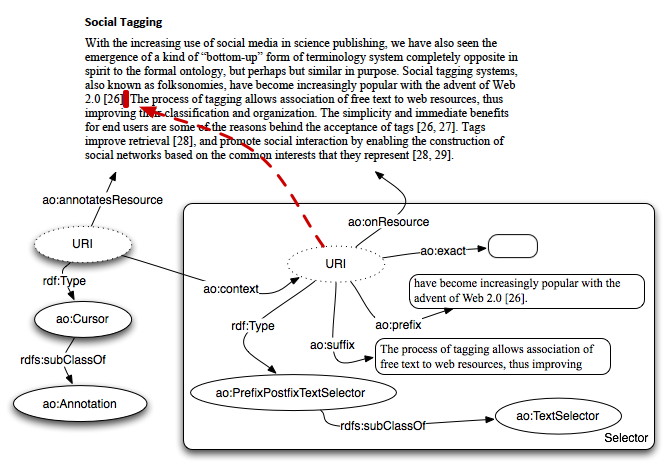 Social Tagging
With the increasing use of social media in science publishing, we have also seen the
emergence of a kind of “bottom-up” form of terminology system completely opposite in
spirit to the formal ontology, but perhaps but similar in purpose. Social tagging systems,
also known as folksonomies, have become increasingly popular with the advent of Web
2.0 [26]. The process of tagging allows association of free text to web resources, thus
improving their classification and organization. The simplicity and immediate benefits
for end users are some of the reasons behind the acceptance of tags [26, 27]. Tags
improve retrieval [28], and promote social interaction by enabling the construction of
social networks based on the common interests that they represent [28, 29].
ao:annotatesResource
ao:onResource
URI
ao:exact
URI
rdf:Type
ao:context
have become increasingly popular with the
advent of Web 2.0 [26].
ao:Cursor
rdf:Type
ao:prefix
ao:suffix
The process of tagging allows association of
free text to web resources, thus improving
rdfs:subClassOf
ao:PrefixPostfixTextSelector
ao:Annotation
ao:TextSelector
rdfs:subClassOf
Selector